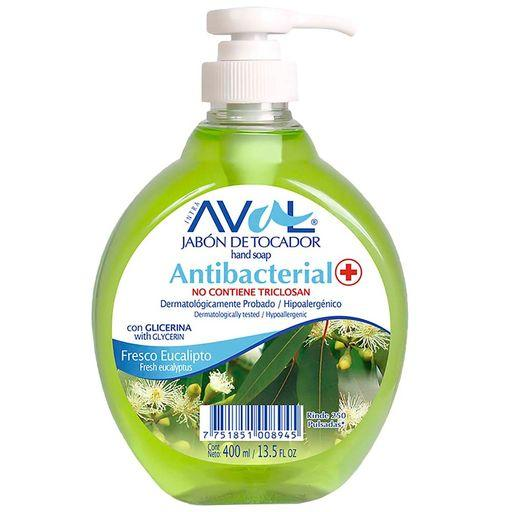 INTRA
AVAL®
JABÓN DE TOCADOR
hand soap
Antibacterial
NO CONTIENE TRICLOSAN
Dermatológicamente Probado / Hipoalergénico
Dermatologically tested / Hypoallergenic
con GLICERINA
with GLYCERIN
Fresco Eucalipto
Fresh eucalyptus
Rinde 250
Pulsadas*
7 751851 008945
Cont
Neto: 400 ml / 13.5 FL OZ